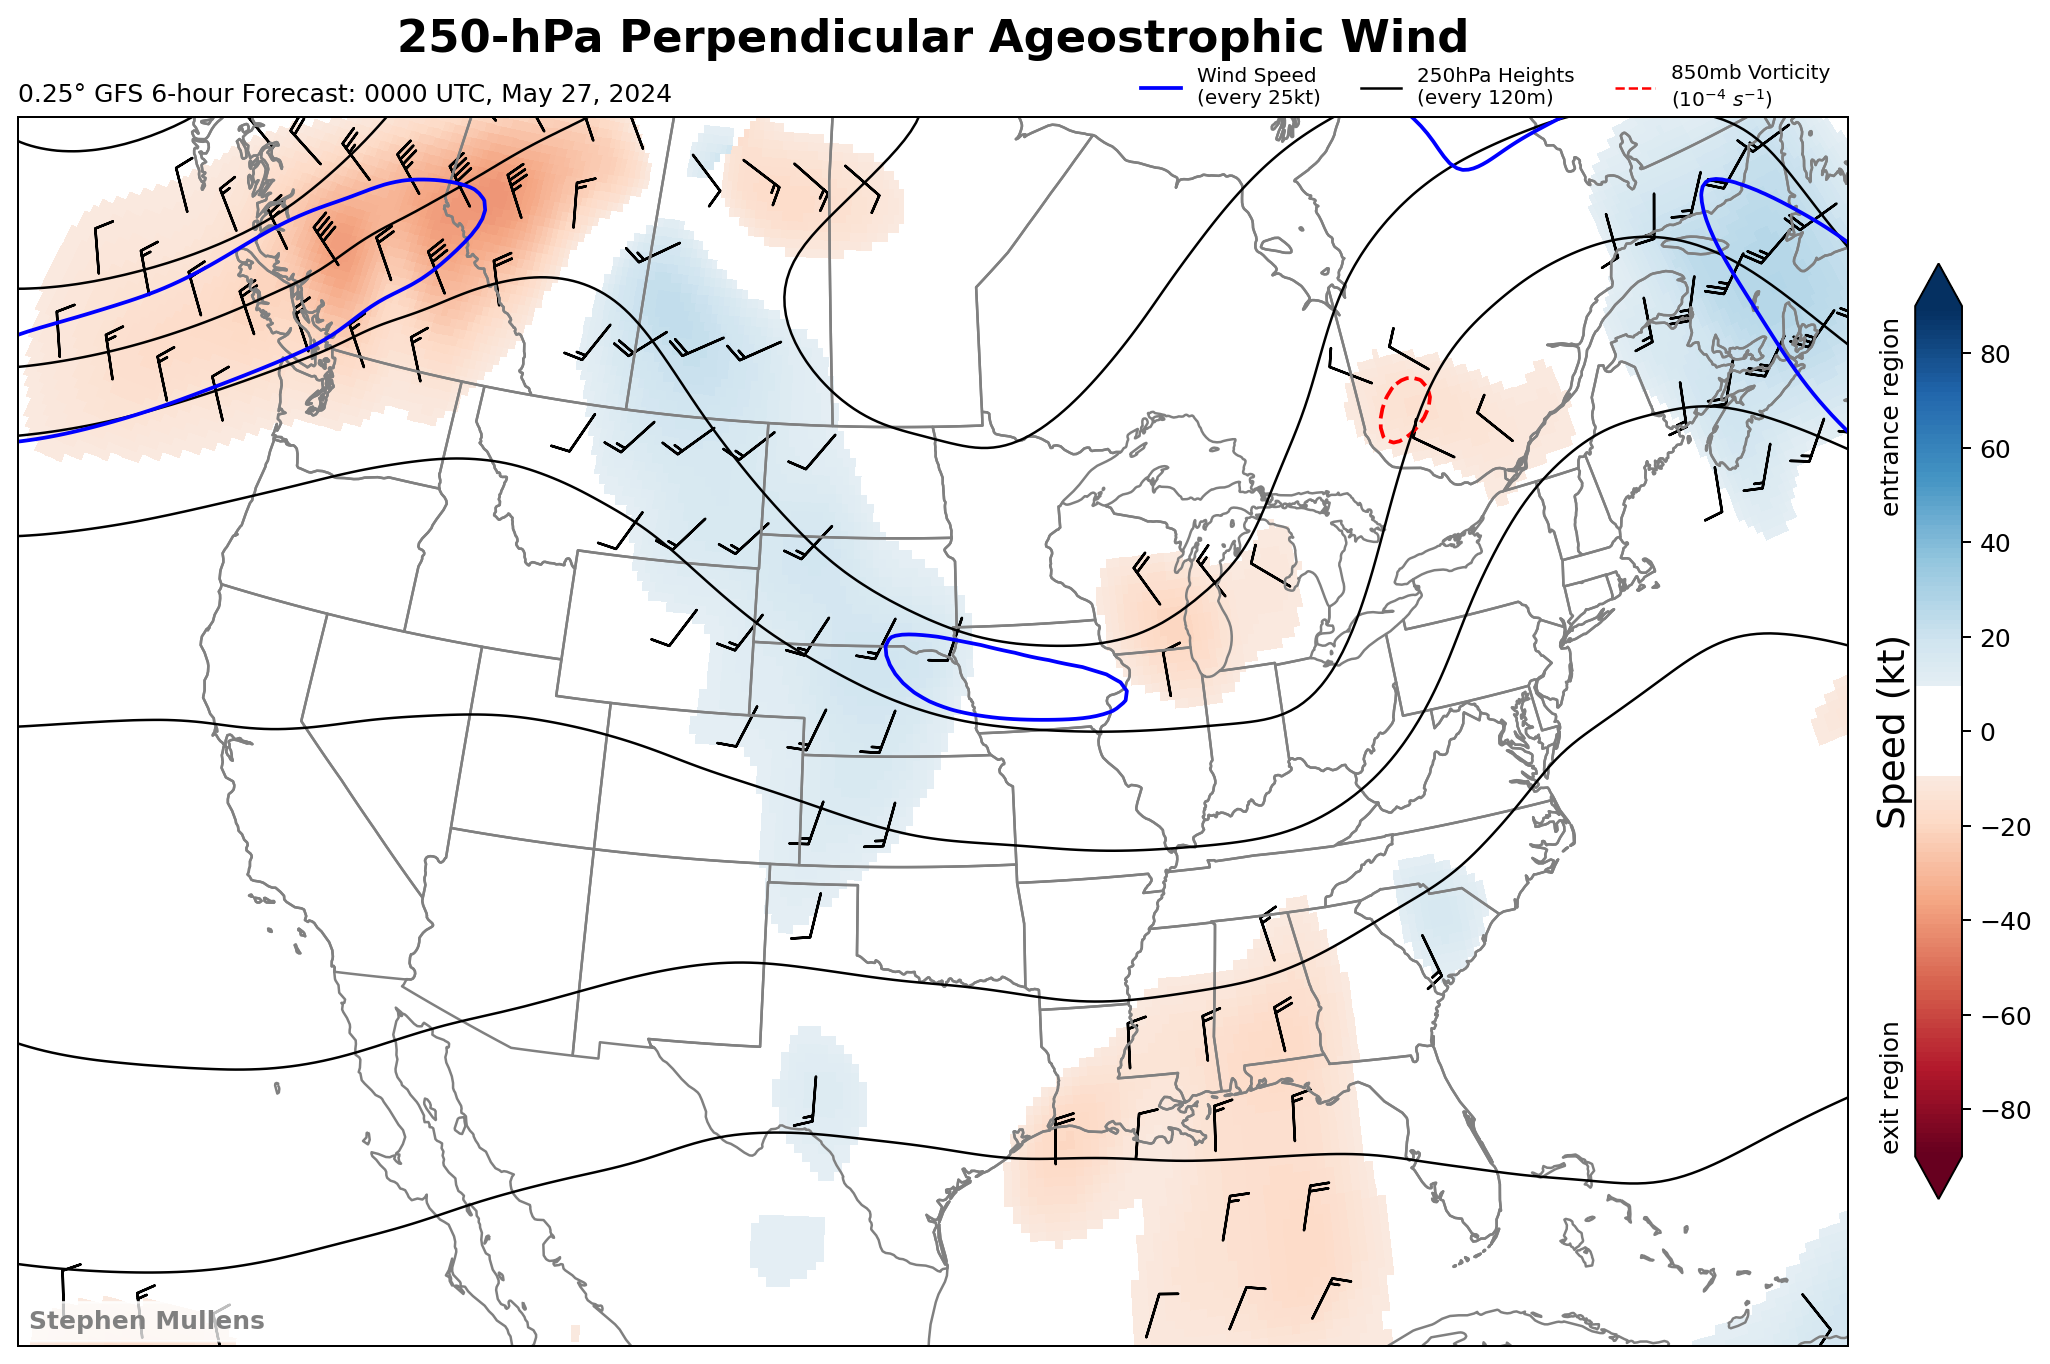 250-hPa Perpendicular Ageostrophic Wind
0.25° GFS 6-hour Forecast: 0000 UTC, May 27, 2024
Wind Speed
(every 25kt)
250hPa Heights
(every 120m)
850mb Vorticity
(10⁻⁴ s⁻¹)
entrance region
Speed (kt)
exit region
80
60
40
20
0
−20
−40
−60
−80
Stephen Mullens